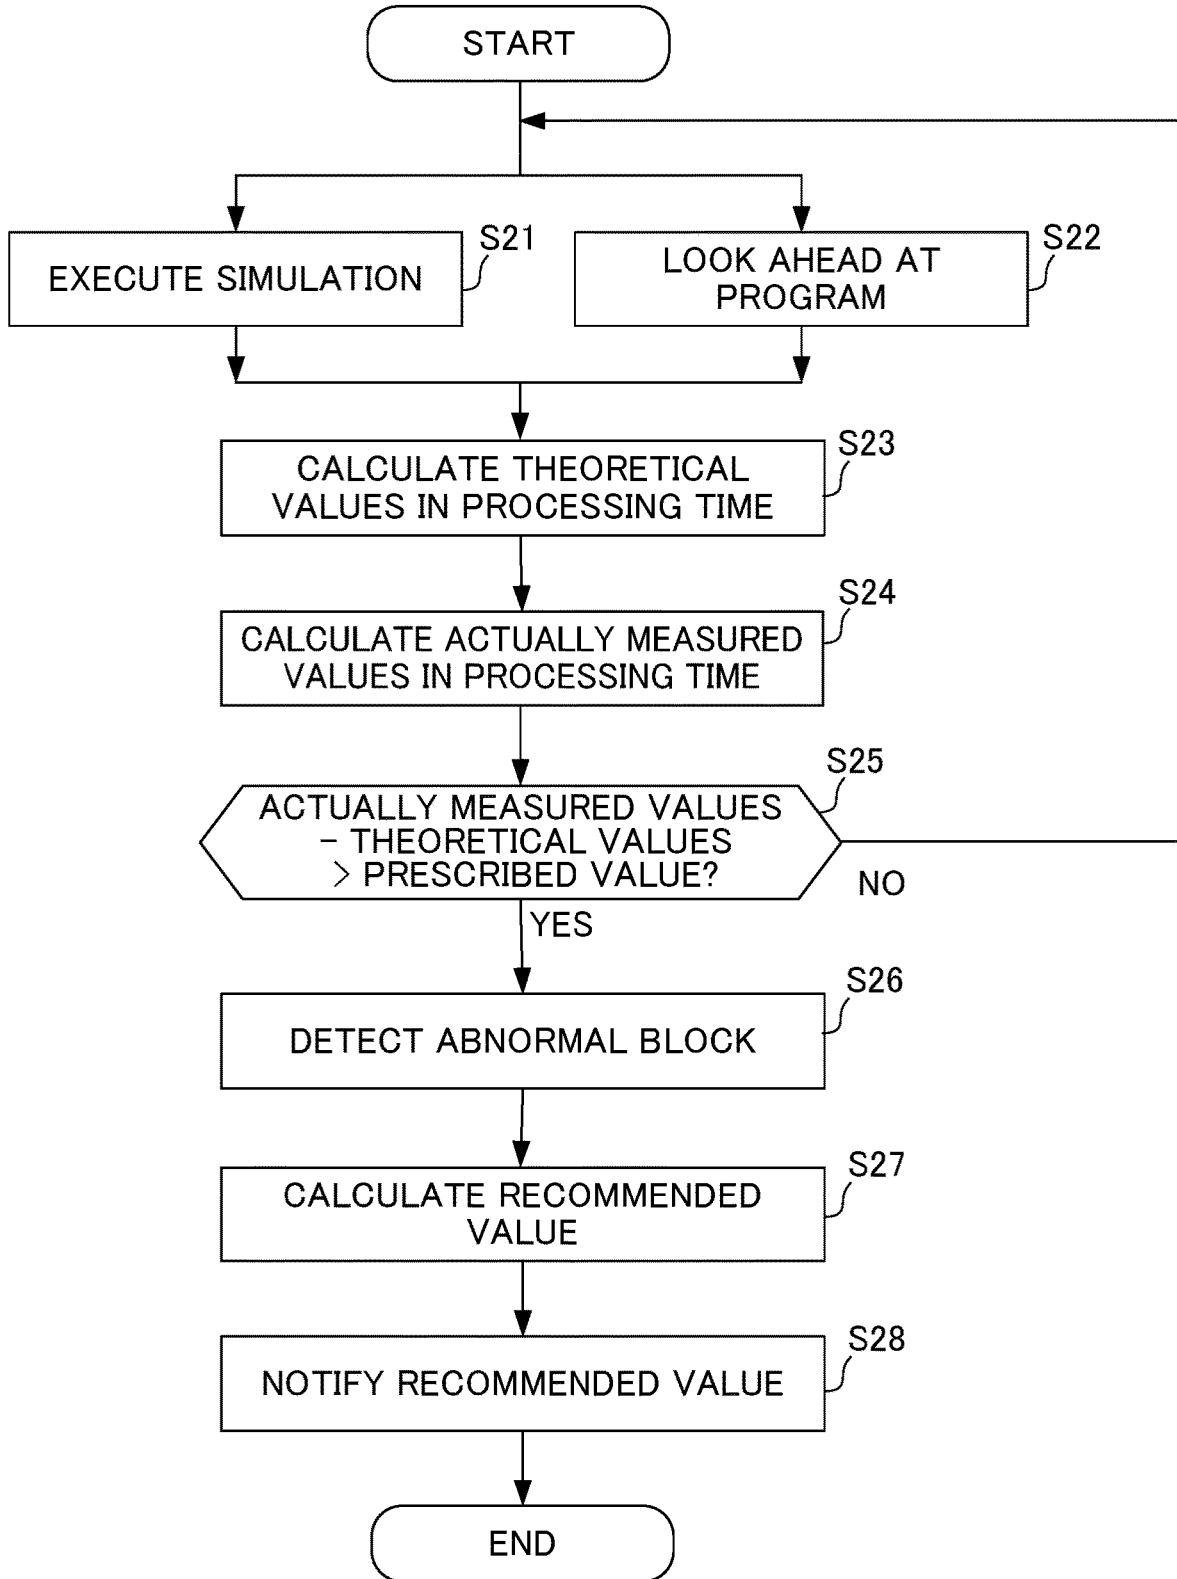 START
S21
EXECUTE SIMULATION
S22
LOOK AHEAD AT
PROGRAM
S23
CALCULATE THEORETICAL
VALUES IN PROCESSING TIME
S24
CALCULATE ACTUALLY MEASURED
VALUES IN PROCESSING TIME
S25
ACTUALLY MEASURED VALUES
− THEORETICAL VALUES
> PRESCRIBED VALUE?
NO
YES
S26
DETECT ABNORMAL BLOCK
S27
CALCULATE RECOMMENDED
VALUE
S28
NOTIFY RECOMMENDED VALUE
END